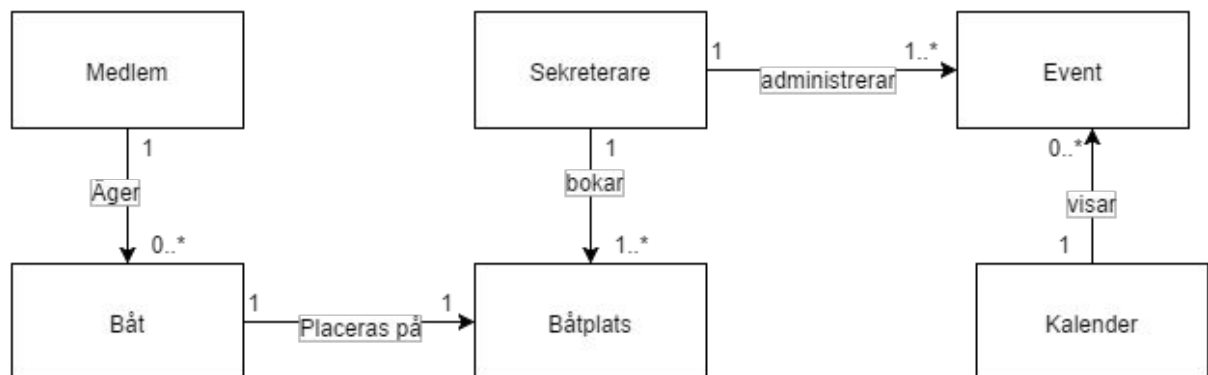 Medlem
Sekreterare
Event
1
1..*
administrerar
1
Äger
0..*
1
bokar
1..*
0..*
visar
1
Båt
1
Placeras på
1
Båtplats
Kalender